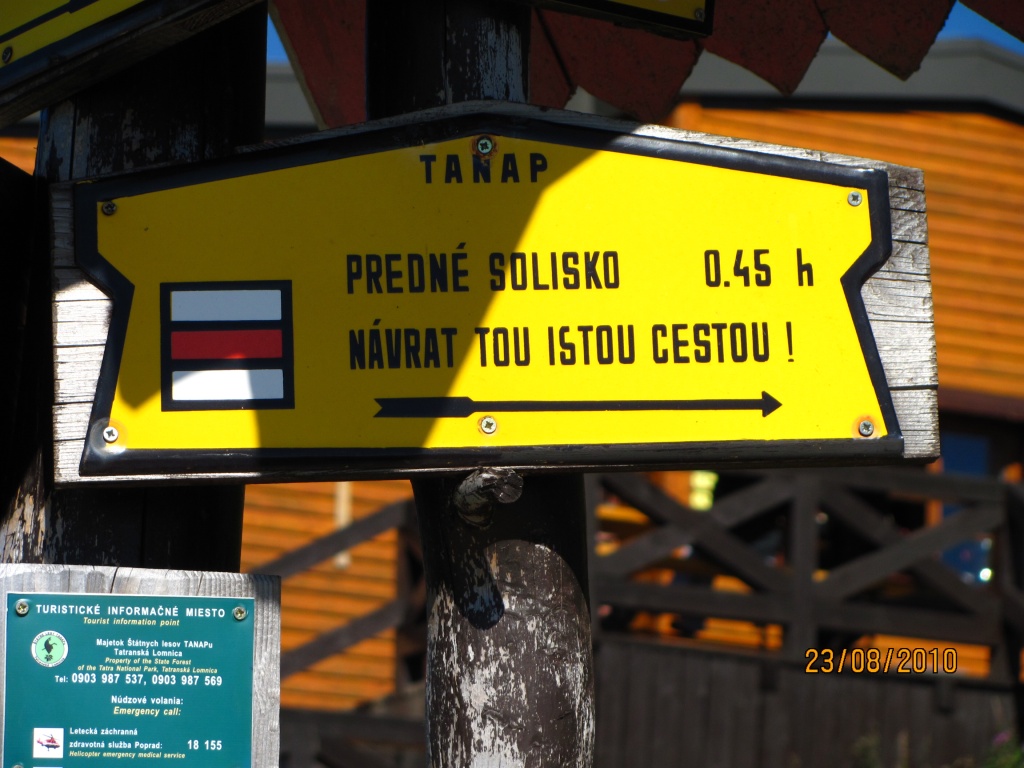 TANAP
PREDNÉ SOLISKO 0.45 h
NÁVRAT TOU ISTOU CESTOU !
TURISTICKÉ INFORMAČNÉ MIESTO
Tourist information point
Majetok Štátnych lesov TANAPu
Tatranská Lomnica
Property of the State Forest
of the Tatra National Park, Tatranská Lomnica
Tel: 0903 987 537, 0903 987 569
Núdzové volania:
Emergency call:
Letecká záchranná
zdravotná služba Poprad: 18 155
Helicopter emergency medical service
23/08/2010